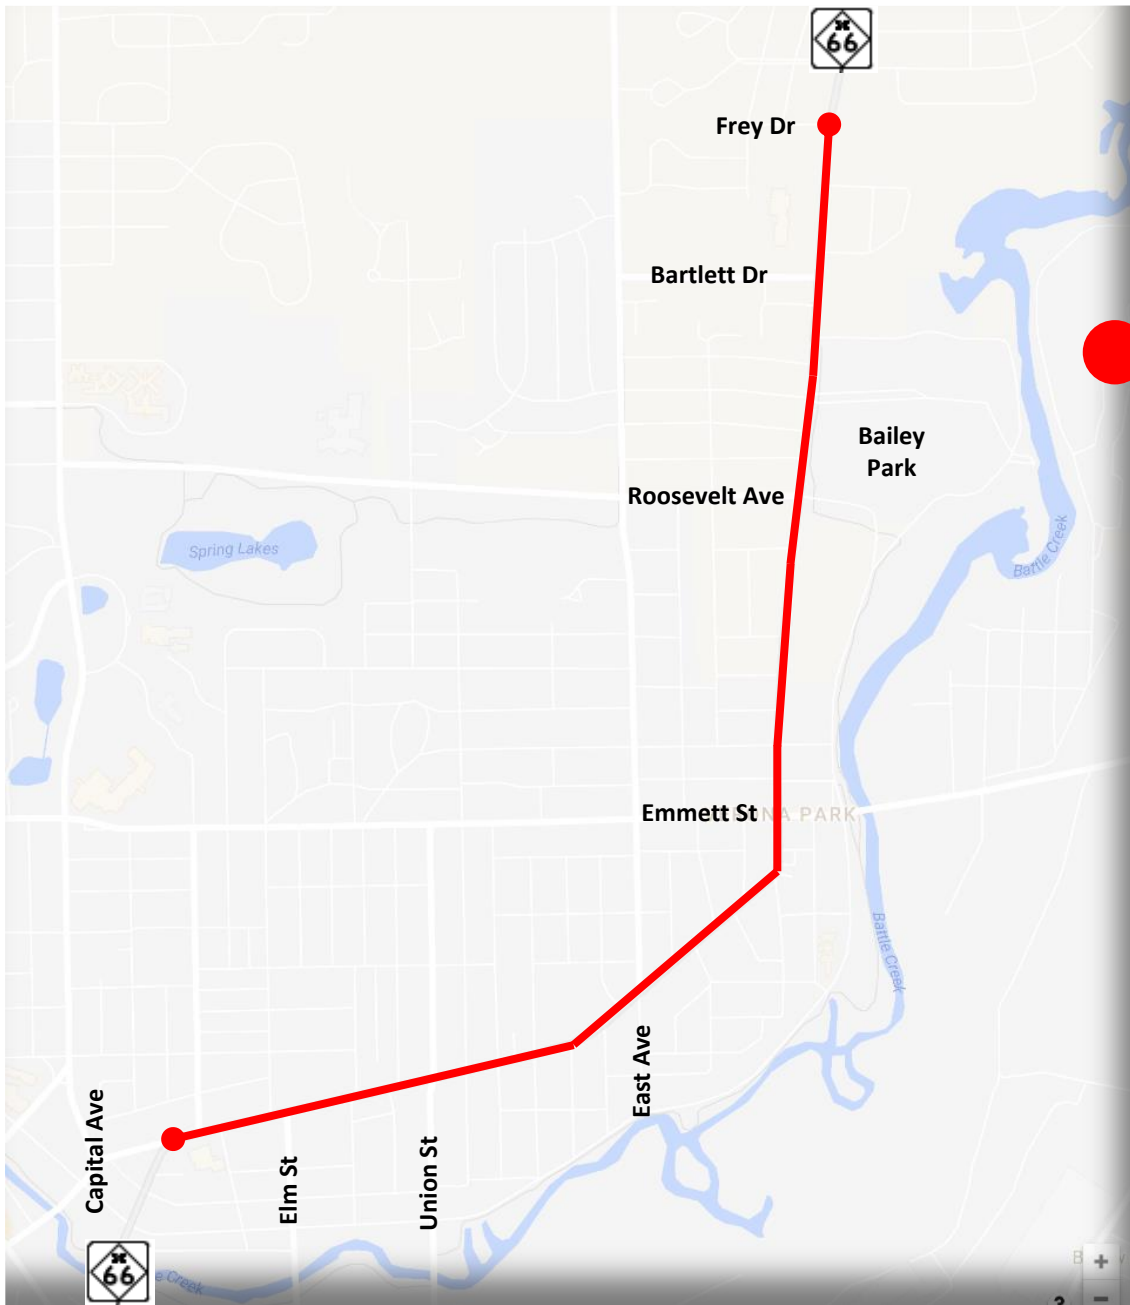 66
Frey Dr
Bartlett Dr
Bailey
Park
Roosevelt Ave
Spring Lakes
Battle Creek
Emmett St
PARK
Battle Creek
East Ave
Capital Ave
Union St
Elm St
66
Creek
+
3
−